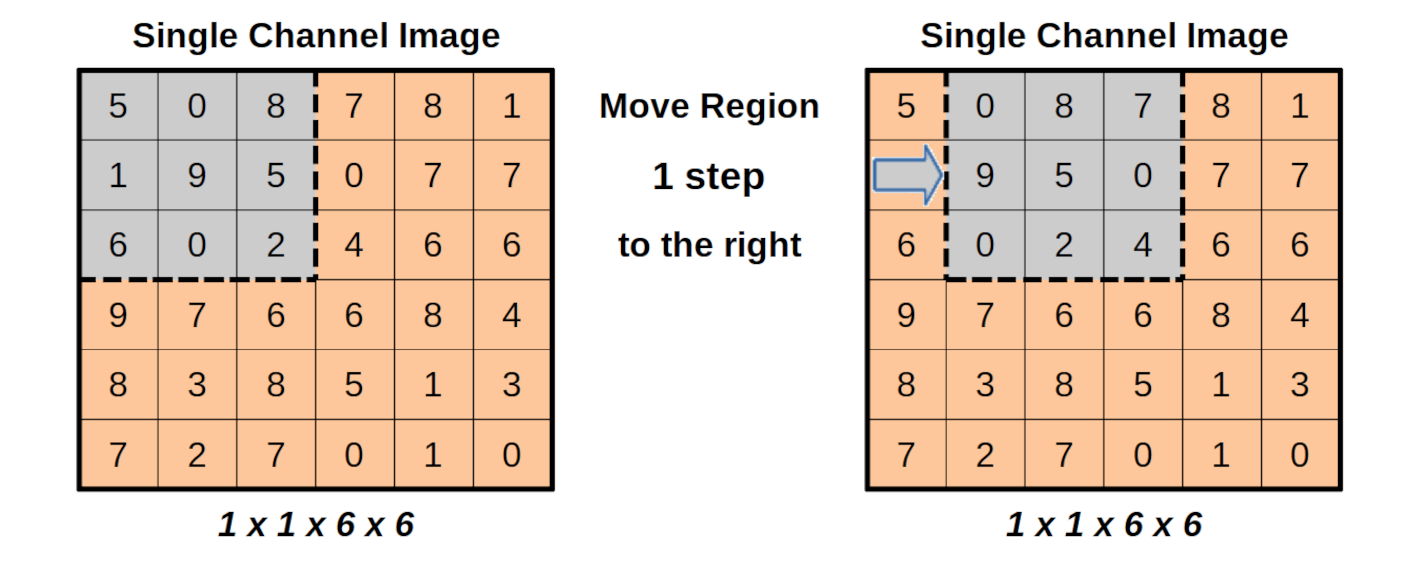 Single Channel Image
5 0 8 7 8 1
1 9 5 0 7 7
6 0 2 4 6 6
9 7 6 6 8 4
8 3 8 5 1 3
7 2 7 0 1 0
1 x 1 x 6 x 6
Move Region
1 step
to the right
Single Channel Image
5 0 8 7 8 1
9 5 0 7 7
6 0 2 4 6 6
9 7 6 6 8 4
8 3 8 5 1 3
7 2 7 0 1 0
1 x 1 x 6 x 6